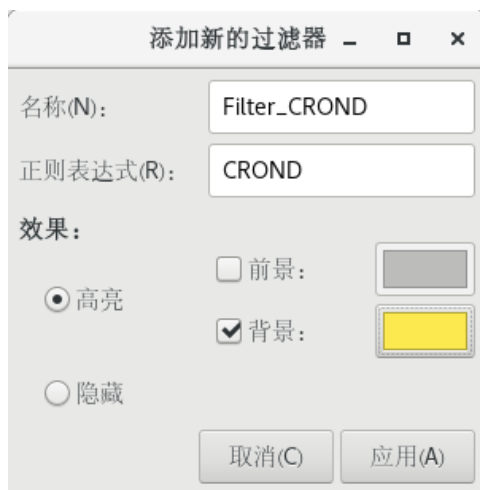 添加新的过滤器
名称(N)：
Filter_CROND
正则表达式(R)：
CROND
效果：
高亮
前景：
背景：
隐藏
取消(C)
应用(A)